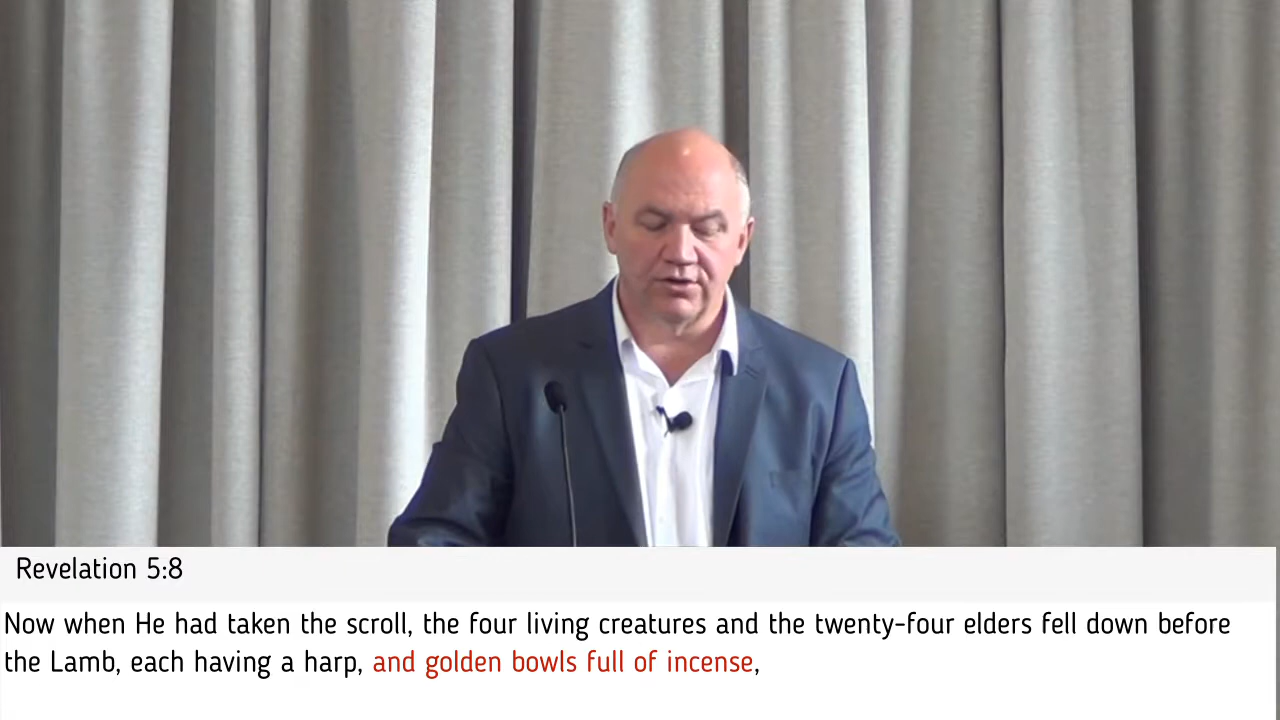 Revelation 5:8
Now when He had taken the scroll, the four living creatures and the twenty-four elders fell down before
the Lamb, each having a harp, and golden bowls full of incense,